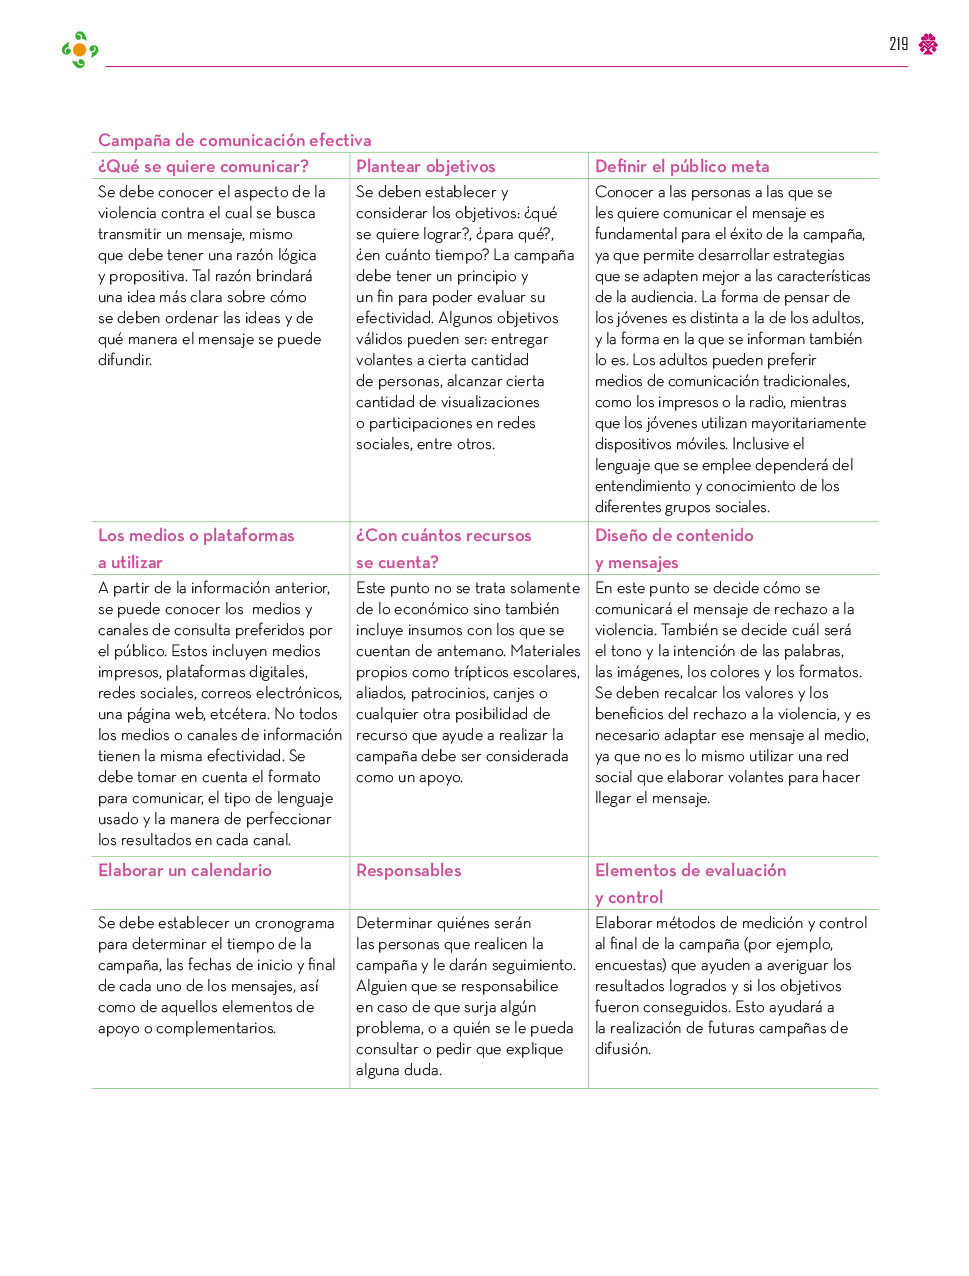 219
Campaña de comunicación efectiva
¿Qué se quiere comunicar?
Se debe conocer el aspecto de la
violencia contra el cual se busca
transmitir un mensaje, mismo
que debe tener una razón lógica
y propositiva. Tal razón brindará
una idea más clara sobre cómo
se deben ordenar las ideas y de
qué manera el mensaje se puede
difundir.
Plantear objetivos
Se deben establecer y
considerar los objetivos: ¿qué
se quiere lograr?, ¿para qué?,
¿en cuánto tiempo? La campaña
debe tener un principio y
un fin para poder evaluar su
efectividad. Algunos objetivos
válidos pueden ser: entregar
volantes a cierta cantidad
de personas, alcanzar cierta
cantidad de visualizaciones
o participaciones en redes
sociales, entre otros.
Definir el público meta
Conocer a las personas a las que se
les quiere comunicar el mensaje es
fundamental para el éxito de la campaña,
ya que permite desarrollar estrategias
que se adapten mejor a las características
de la audiencia. La forma de pensar de
los jóvenes es distinta a la de los adultos,
y la forma en la que se informan también
lo es. Los adultos pueden preferir
medios de comunicación tradicionales,
como los impresos o la radio, mientras
que los jóvenes utilizan mayoritariamente
dispositivos móviles. Inclusive el
lenguaje que se emplee dependerá del
entendimiento y conocimiento de los
diferentes grupos sociales.
Los medios o plataformas
a utilizar
A partir de la información anterior,
se puede conocer los medios y
canales de consulta preferidos por
el público. Estos incluyen medios
impresos, plataformas digitales,
redes sociales, correos electrónicos,
una página web, etcétera. No todos
los medios o canales de información
tienen la misma efectividad. Se
debe tomar en cuenta el formato
para comunicar, el tipo de lenguaje
usado y la manera de perfeccionar
los resultados en cada canal.
¿Con cuántos recursos
se cuenta?
Este punto no se trata solamente
de lo económico sino también
incluye insumos con los que se
cuentan de antemano. Materiales
propios como trípticos escolares,
aliados, patrocinios, canjes o
cualquier otra posibilidad de
recurso que ayude a realizar la
campaña debe ser considerada
como un apoyo.
Diseño de contenido
y mensajes
En este punto se decide cómo se
comunicará el mensaje de rechazo a la
violencia. También se decide cuál será
el tono y la intención de las palabras,
las imágenes, los colores y los formatos.
Se deben recalcar los valores y los
beneficios del rechazo a la violencia, y es
necesario adaptar ese mensaje al medio,
ya que no es lo mismo utilizar una red
social que elaborar volantes para hacer
llegar el mensaje.
Elaborar un calendario
Se debe establecer un cronograma
para determinar el tiempo de la
campaña, las fechas de inicio y final
de cada uno de los mensajes, así
como de aquellos elementos de
apoyo o complementarios.
Responsables
Determinar quiénes serán
las personas que realicen la
campaña y le darán seguimiento.
Alguien que se responsabilice
en caso de que surja algún
problema, o a quién se le pueda
consultar o pedir que explique
alguna duda.
Elementos de evaluación
y control
Elaborar métodos de medición y control
al final de la campaña (por ejemplo,
encuestas) que ayuden a averiguar los
resultados logrados y si los objetivos
fueron conseguidos. Esto ayudará a
la realización de futuras campañas de
difusión.